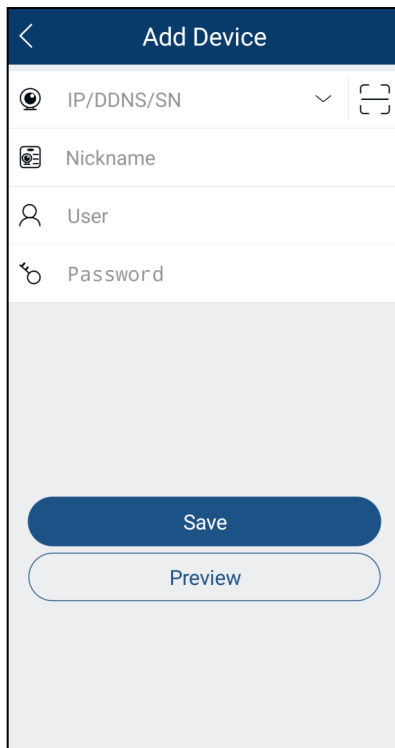 Add Device
IP/DDNS/SN
Nickname
User
Password
Save
Preview